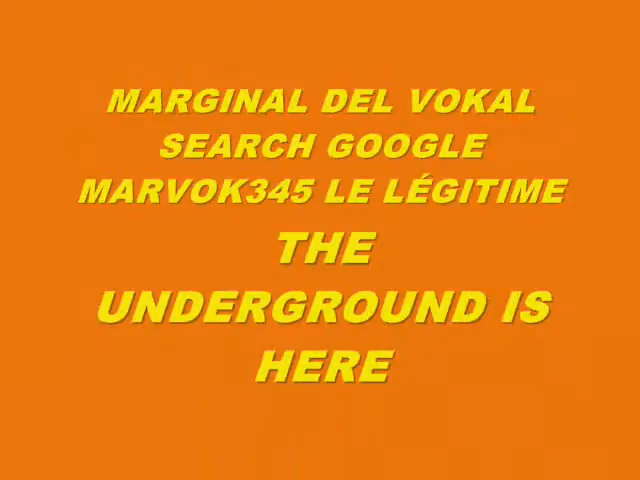 MARGINAL DEL VOKAL
SEARCH GOOGLE
MARVOK345 LE LÉGITIME
THE
UNDERGROUND IS
HERE